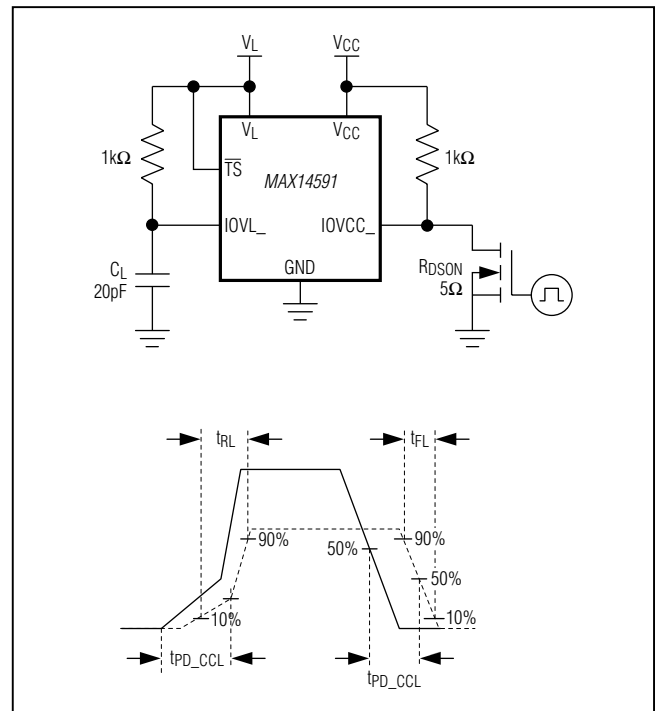 VL
VCC
VL
VCC
1kΩ
TS
MAX14591
1kΩ
IOVL_
IOVCC_
CL
20pF
GND
RDSON
5Ω
tRL
tFL
90%
50%
90%
50%
10%
10%
tPD_CCL
tPD_CCL